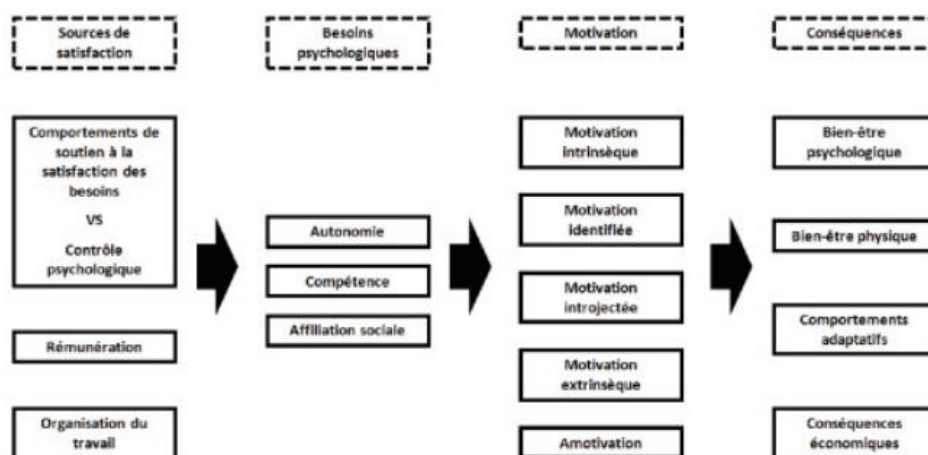 Sources de
satisfaction
Besoins
psychologiques
Motivation
Conséquences
Comportements de
soutien à la
satisfaction des
besoins
VS
Contrôle
psychologique
Rémunération
Organisation du
travail
Autonomie
Compétence
Affiliation sociale
Motivation
intrinsèque
Motivation
identifiée
Motivation
introjectée
Motivation
extrinsèque
Amotivation
Bien-être
psychologique
Bien-être physique
Comportements
adaptatifs
Conséquences
économiques